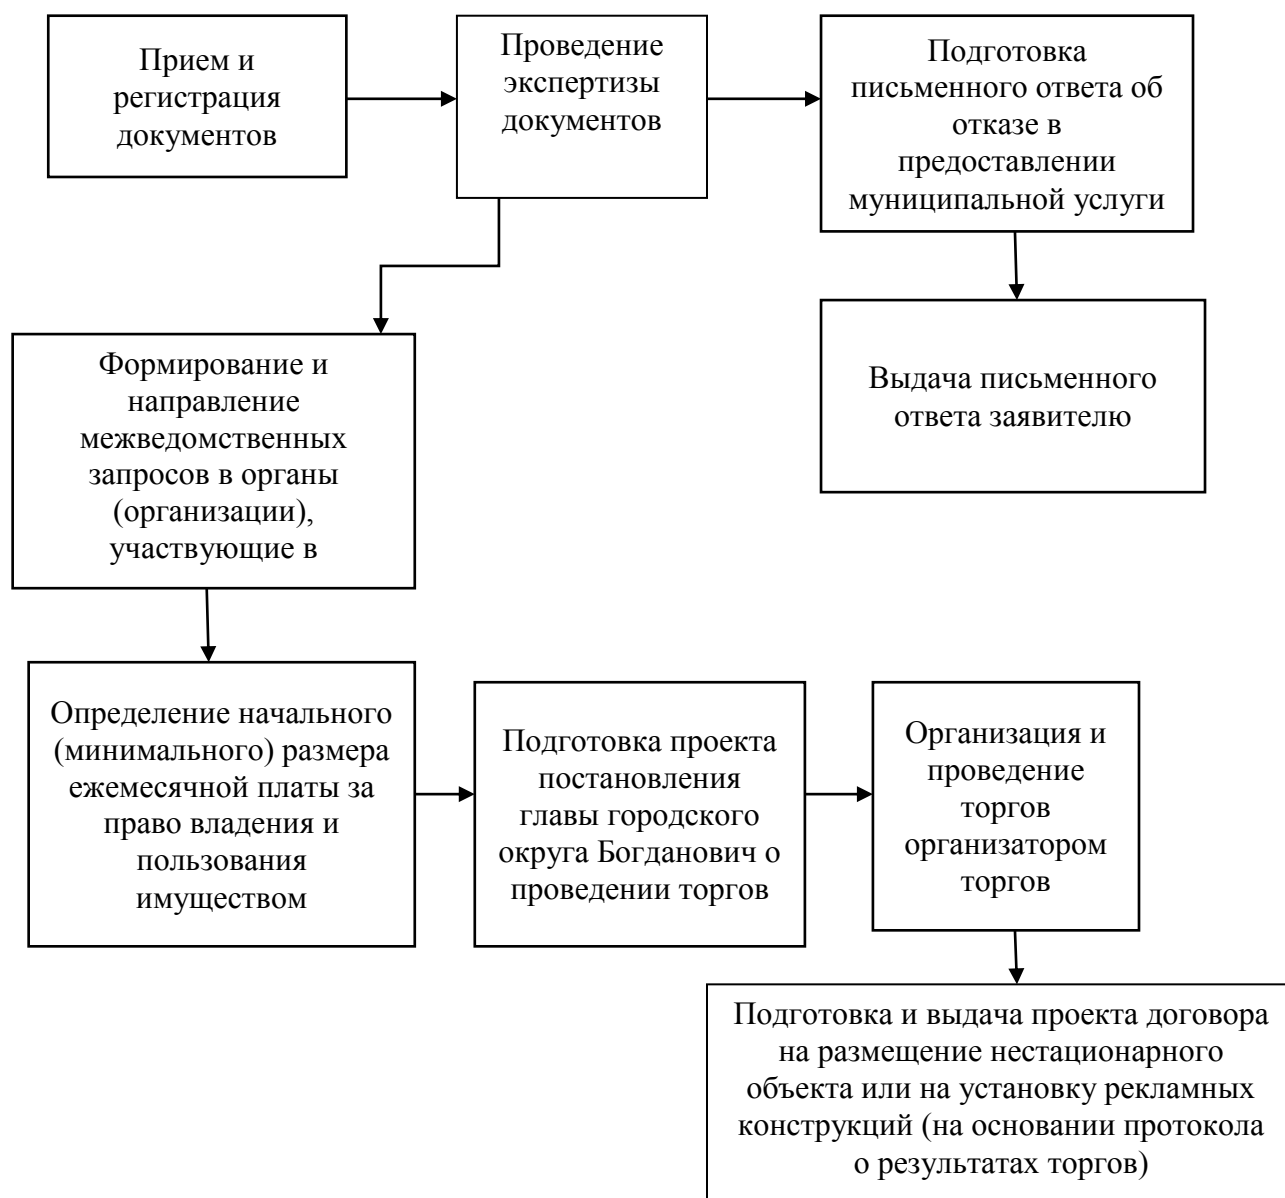 Прием и
регистрация
документов
Проведение
экспертизы
документов
Подготовка
письменного ответа об
отказе в
предоставлении
муниципальной услуги
Выдача письменного
ответа заявителю
Формирование и
направление
межведомственных
запросов в органы
(организации),
участвующие в
Определение начального
(минимального) размера
ежемесячной платы за
право владения и
пользования
имуществом
Подготовка проекта
постановления
главы городского
округа Богданович о
проведении торгов
Организация и
проведение
торгов
организатором
торгов
Подготовка и выдача проекта договора
на размещение нестационарного
объекта или на установку рекламных
конструкций (на основании протокола
о результатах торгов)